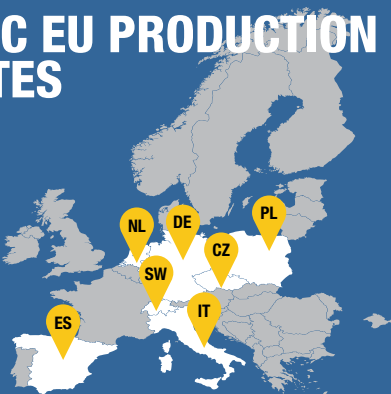 C EU PRODUCTION
TES
NL
DE
PL
CZ
SW
IT
ES